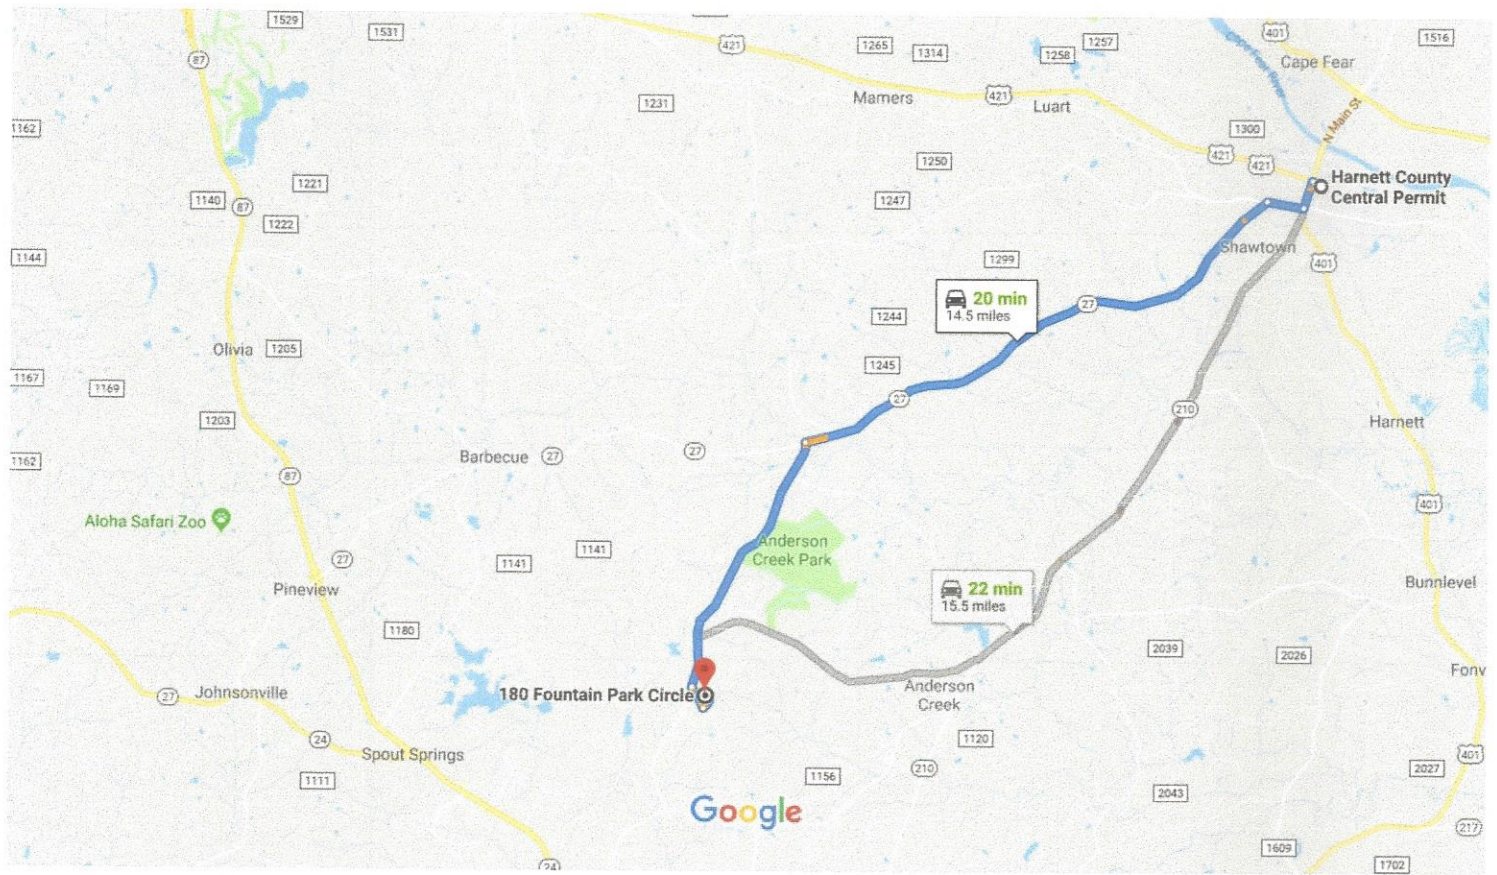 1529
1531
421
1265
1314
1258
1257
401
1516
Cape Fear
Cape Fear River
87
1231
Mamers
421
Luart
N Main St
1162
1300
421
421
1250
1221
Harnett County
Central Permit
1140
87
1222
1247
1144
Shawtown
1299
401
20 min
14.5 miles
27
1244
Olivia
1205
1245
1167
1169
27
210
1203
Harnett
Barbecue
27
27
1162
87
401
Aloha Safari Zoo
Anderson
Creek Park
1141
1141
27
Pineview
22 min
15.5 miles
Bunnlevel
1180
2039
2026
Fonv
27
Johnsonville
180 Fountain Park Circle
Anderson
Creek
24
Spout Springs
1120
401
1111
1156
210
2027
2043
Google
217
1609
24
1702